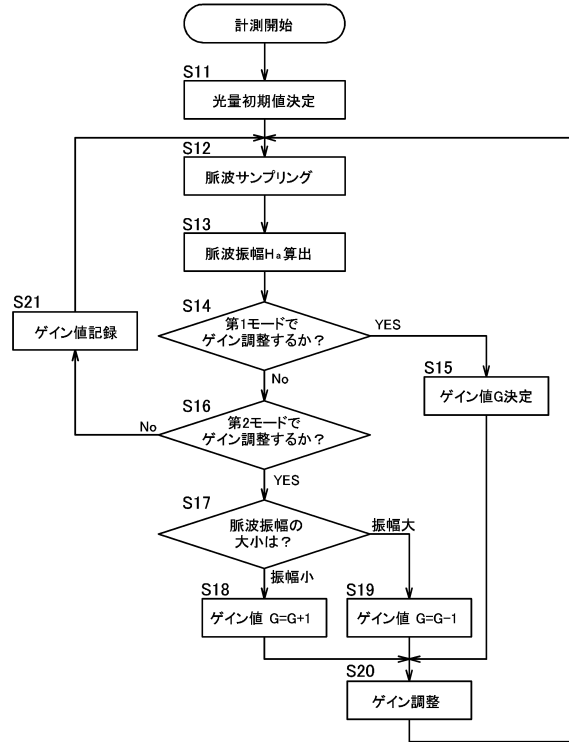 計測開始
S11
光量初期値決定
S12
脈波サンプリング
S13
脈波振幅Ha算出
S14
第1モードで
ゲイン調整するか？
YES
S15
ゲイン値G決定
No
S21
ゲイン値記録
S16
第2モードで
ゲイン調整するか？
No
YES
S17
脈波振幅の
大小は？
振幅大
振幅小
S18
ゲイン値 G=G+1
S19
ゲイン値 G=G-1
S20
ゲイン調整